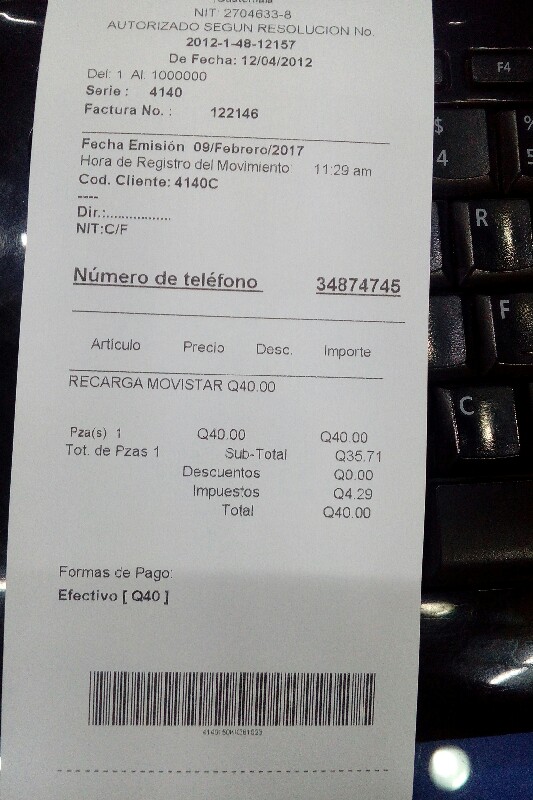 Guatemala
NIT: 2704633-8
AUTORIZADO SEGUN RESOLUCION No.
2012-1-48-12157
De Fecha: 12/04/2012
Del: 1 Al: 1000000
Serie : 4140
Factura No. : 122146
Fecha Emisión 09/Febrero/2017
Hora de Registro del Movimiento: 11:29 am
Cod. Cliente: 4140C
----
Dir.:.................
NIT:C/F
Número de teléfono 34874745
Artículo Precio Desc. Importe
RECARGA MOVISTAR Q40.00
Pza(s) 1 Q40.00 Q40.00
Tot. de Pzas 1 Sub-Total Q35.71
Descuentos Q0.00
Impuestos Q4.29
Total Q40.00
Formas de Pago:
Efectivo [ Q40 ]
F4
$
4
%
5
R
F
C